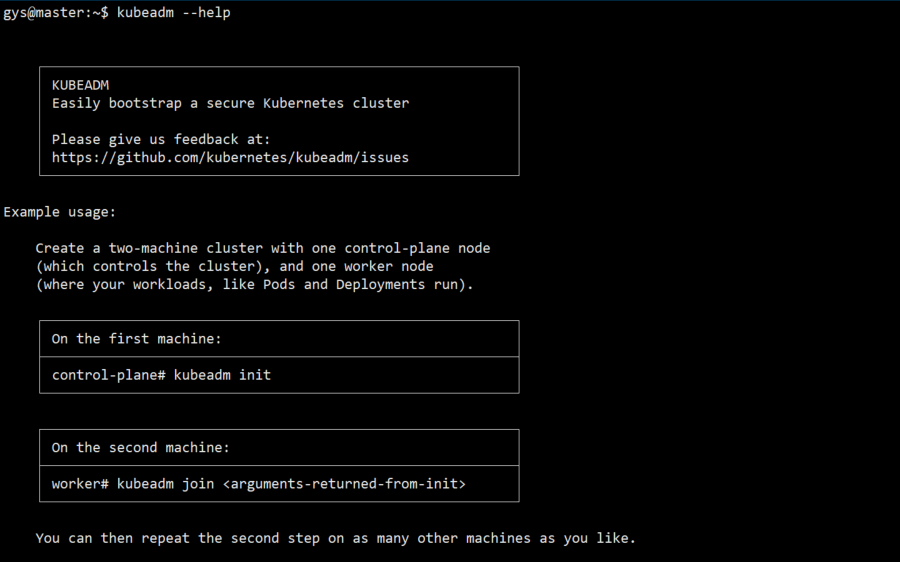 gys@master:~$ kubeadm --help
KUBEADM
Easily bootstrap a secure Kubernetes cluster
Please give us feedback at:
https://github.com/kubernetes/kubeadm/issues
Example usage:
Create a two-machine cluster with one control-plane node
(which controls the cluster), and one worker node
(where your workloads, like Pods and Deployments run).
On the first machine:
control-plane# kubeadm init
On the second machine:
worker# kubeadm join <arguments-returned-from-init>
You can then repeat the second step on as many other machines as you like.